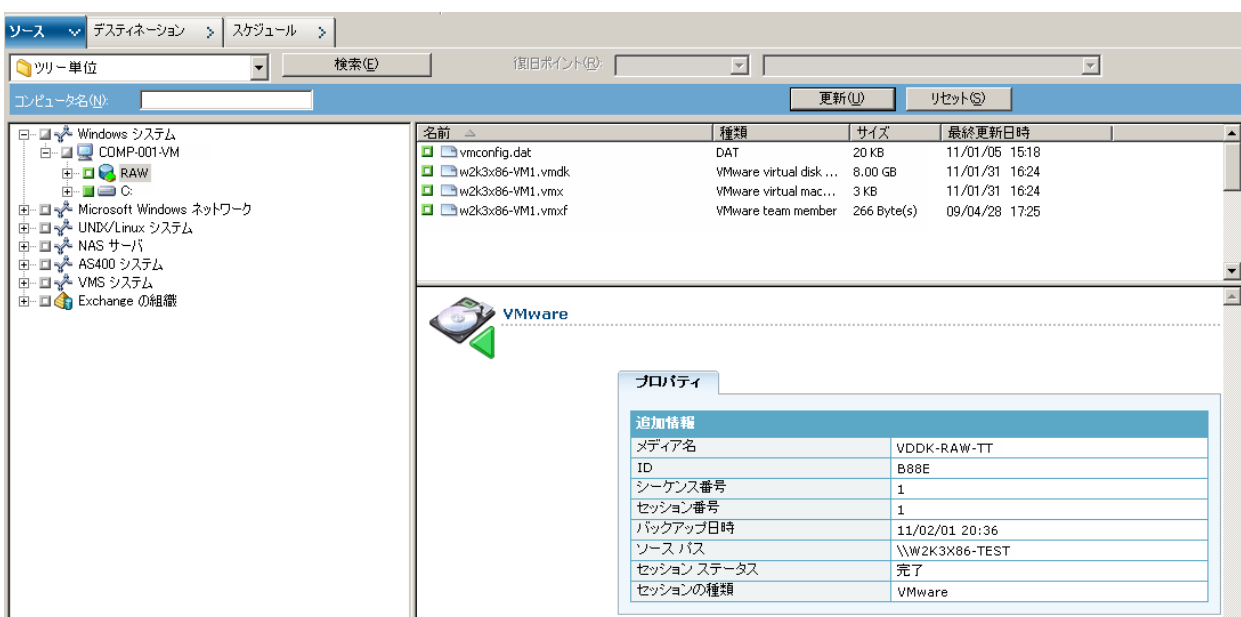 ソース デスティネーション スケジュール
ツリー単位 検索(E) 復旧ポイント(R):
コンピュータ名(N): 更新(U) リセット(S)
Windows システム
COMP-001-VM
RAW
C:
Microsoft Windows ネットワーク
UNIX/Linux システム
NAS サーバ
AS400 システム
VMS システム
Exchange の組織
名前 種類 サイズ 最終更新日時
vmconfig.dat DAT 20 KB 11/01/05 15:18
w2k3x86-VM1.vmdk VMware virtual disk ... 8.00 GB 11/01/31 16:24
w2k3x86-VM1.vmx VMware virtual mac... 3 KB 11/01/31 16:24
w2k3x86-VM1.vmxf VMware team member 266 Byte(s) 09/04/28 17:25
VMware
プロパティ
追加情報
メディア名 VDDK-RAW-TT
ID B88E
シーケンス番号 1
セッション番号 1
バックアップ日時 11/02/01 20:36
ソース パス \\W2K3X86-TEST
セッション ステータス 完了
セッションの種類 VMware